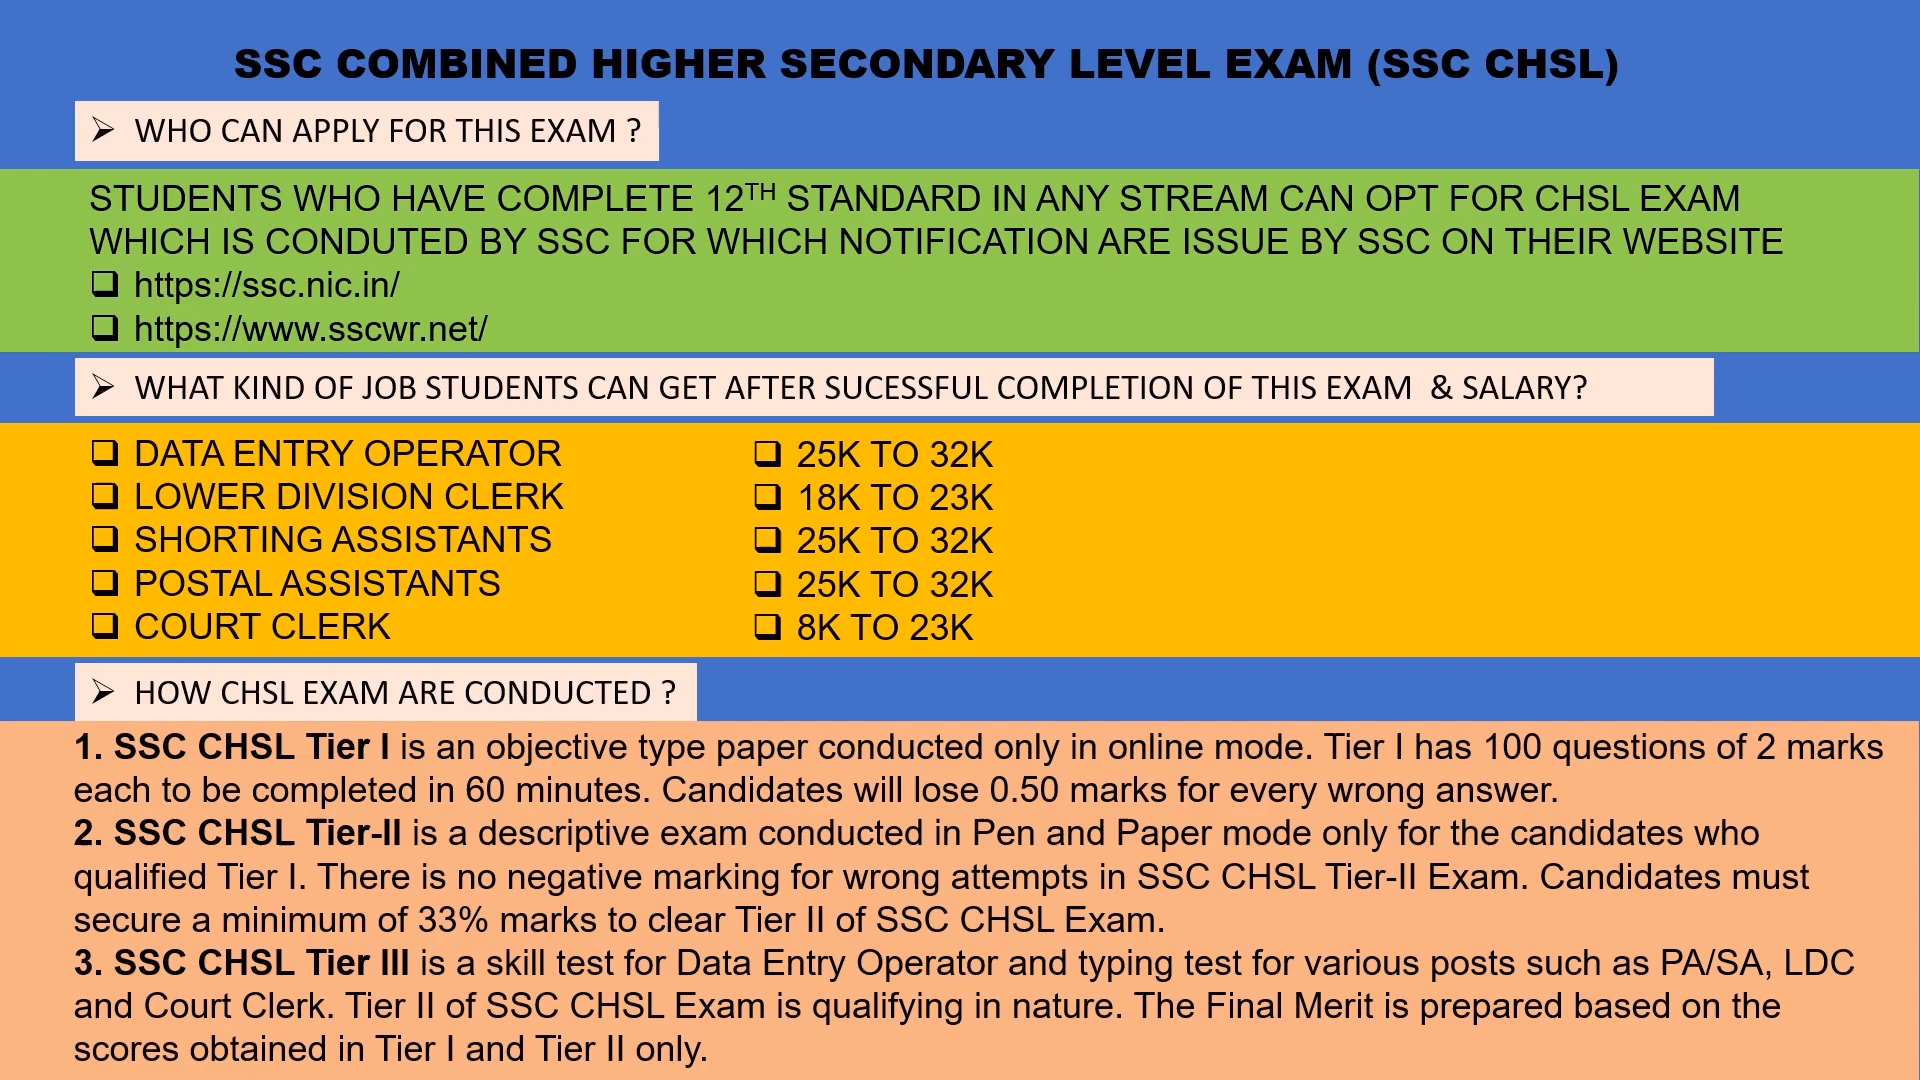 SSC COMBINED HIGHER SECONDARY LEVEL EXAM (SSC CHSL)
➢ WHO CAN APPLY FOR THIS EXAM ?
STUDENTS WHO HAVE COMPLETE 12TH STANDARD IN ANY STREAM CAN OPT FOR CHSL EXAM
WHICH IS CONDUTED BY SSC FOR WHICH NOTIFICATION ARE ISSUE BY SSC ON THEIR WEBSITE
❑ https://ssc.nic.in/
❑ https://www.sscwr.net/
➢ WHAT KIND OF JOB STUDENTS CAN GET AFTER SUCESSFUL COMPLETION OF THIS EXAM & SALARY?
❑ DATA ENTRY OPERATOR ❑ 25K TO 32K
❑ LOWER DIVISION CLERK ❑ 18K TO 23K
❑ SHORTING ASSISTANTS ❑ 25K TO 32K
❑ POSTAL ASSISTANTS ❑ 25K TO 32K
❑ COURT CLERK ❑ 8K TO 23K
➢ HOW CHSL EXAM ARE CONDUCTED ?
1. SSC CHSL Tier I is an objective type paper conducted only in online mode. Tier I has 100 questions of 2 marks
each to be completed in 60 minutes. Candidates will lose 0.50 marks for every wrong answer.
2. SSC CHSL Tier-II is a descriptive exam conducted in Pen and Paper mode only for the candidates who
qualified Tier I. There is no negative marking for wrong attempts in SSC CHSL Tier-II Exam. Candidates must
secure a minimum of 33% marks to clear Tier II of SSC CHSL Exam.
3. SSC CHSL Tier III is a skill test for Data Entry Operator and typing test for various posts such as PA/SA, LDC
and Court Clerk. Tier II of SSC CHSL Exam is qualifying in nature. The Final Merit is prepared based on the
scores obtained in Tier I and Tier II only.